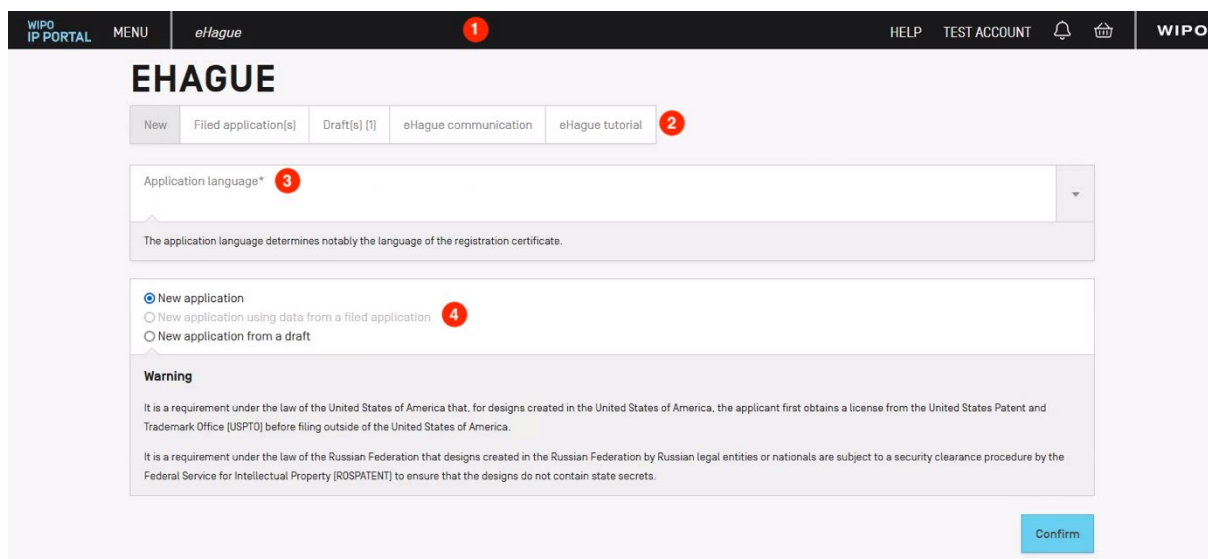 WIPO
IP PORTAL MENU eHague 1 HELP TEST ACCOUNT WIPO
EHAGUE
New Filed application(s) Draft(s) (1) eHague communication eHague tutorial 2
Application language* 3
The application language determines notably the language of the registration certificate.
New application
New application using data from a filed application 4
New application from a draft
Warning
It is a requirement under the law of the United States of America that, for designs created in the United States of America, the applicant first obtains a license from the United States Patent and
Trademark Office (USPTO) before filing outside of the United States of America.
It is a requirement under the law of the Russian Federation that designs created in the Russian Federation by Russian legal entities or nationals are subject to a security clearance procedure by the
Federal Service for Intellectual Property (ROSPATENT) to ensure that the designs do not contain state secrets.
Confirm